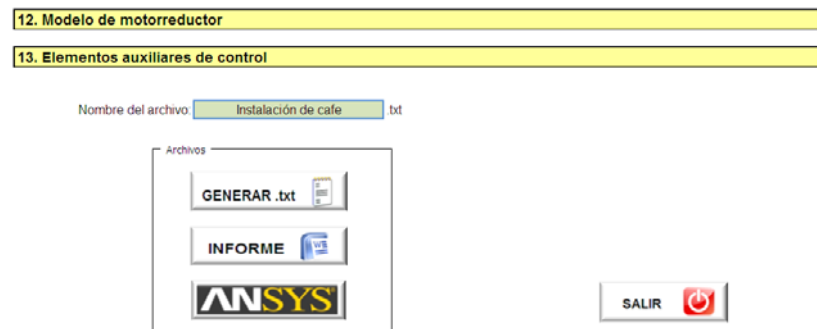 12. Modelo de motorreductor
13. Elementos auxiliares de control
Nombre del archivo: Instalación de cafe .txt
Archivos
GENERAR .txt
INFORME
ANSYS
SALIR